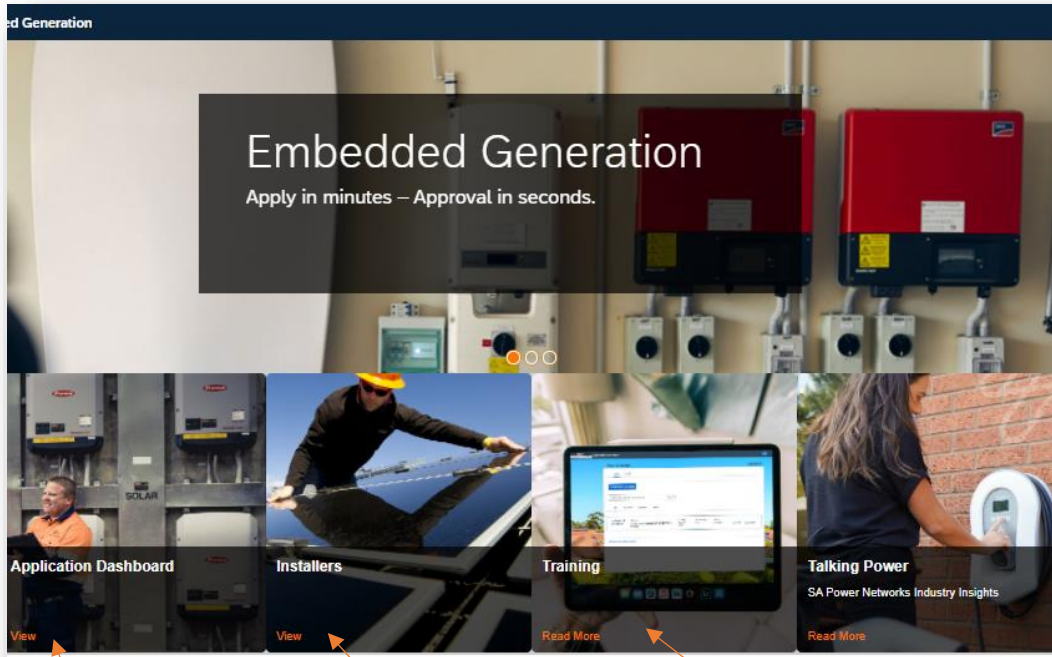 ed Generation
Embedded Generation
Apply in minutes – Approval in seconds.
SOLAR
Application Dashboard
View
Installers
View
Training
Read More
Talking Power
SA Power Networks Industry Insights
Read More